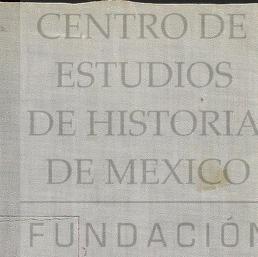 CENTRO DE
ESTUDIOS
DE HISTORIA
DE MEXICO
FUNDACIÓN